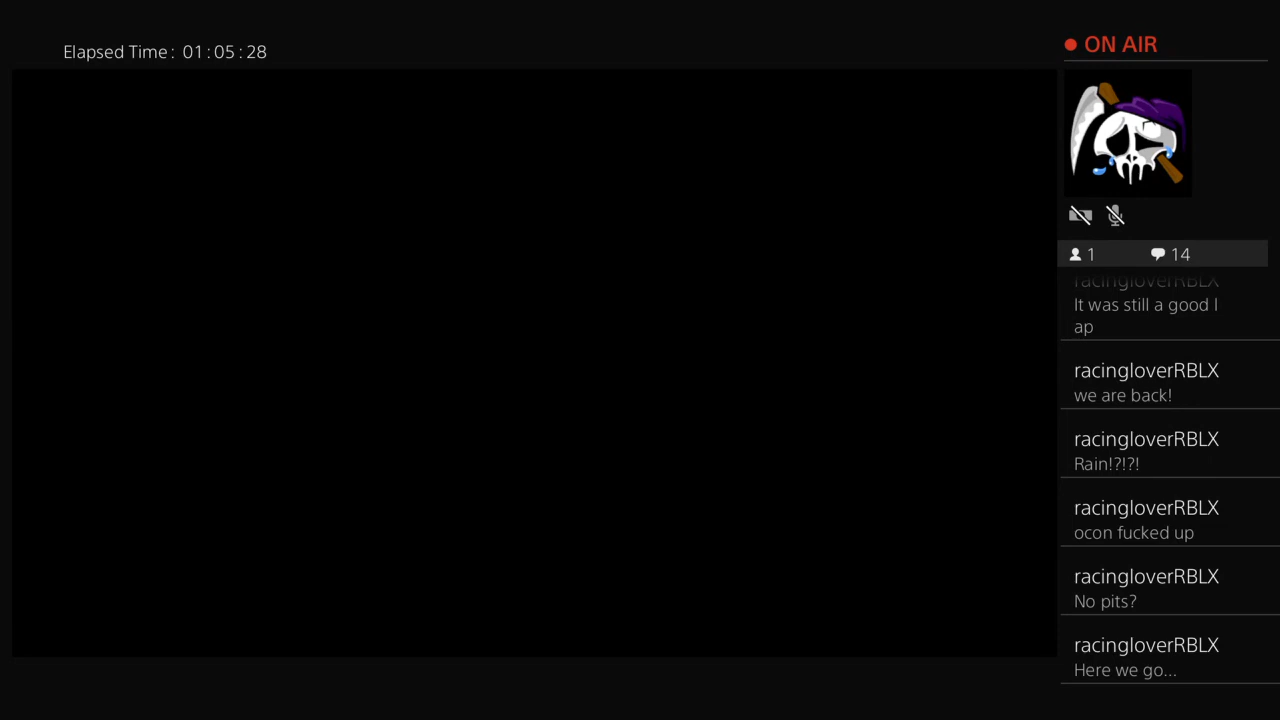 Elapsed Time: 01:05:28
ON AIR
1 14
racingloverRBLX
It was still a good l
ap
racingloverRBLX
we are back!
racingloverRBLX
Rain!?!?!
racingloverRBLX
ocon fucked up
racingloverRBLX
No pits?
racingloverRBLX
Here we go...